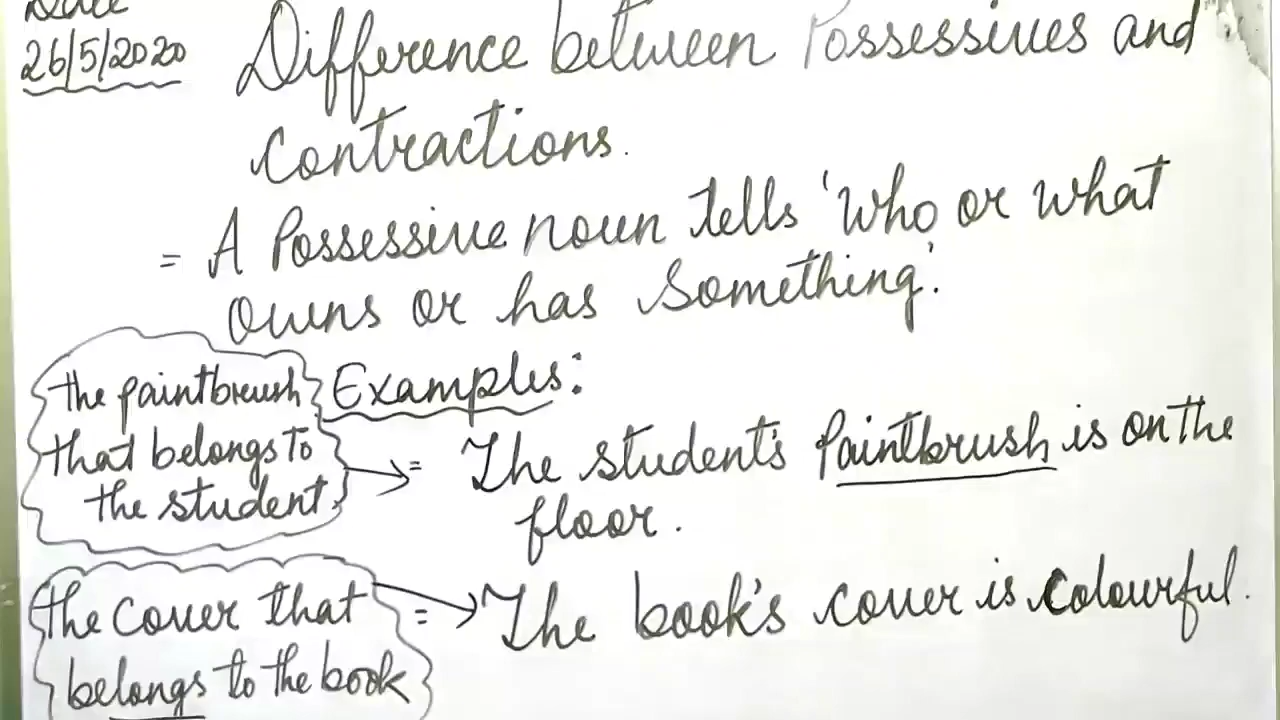 Date
26/5/2020
Difference between Possessives and
Contractions.
= A Possessive noun tells 'who or what
owns or has something'.
Examples:
the paintbrush
that belongs to
the student.
= The student's Paintbrush is on the
floor.
the cover that
belongs to the book
= The book's cover is colourful.